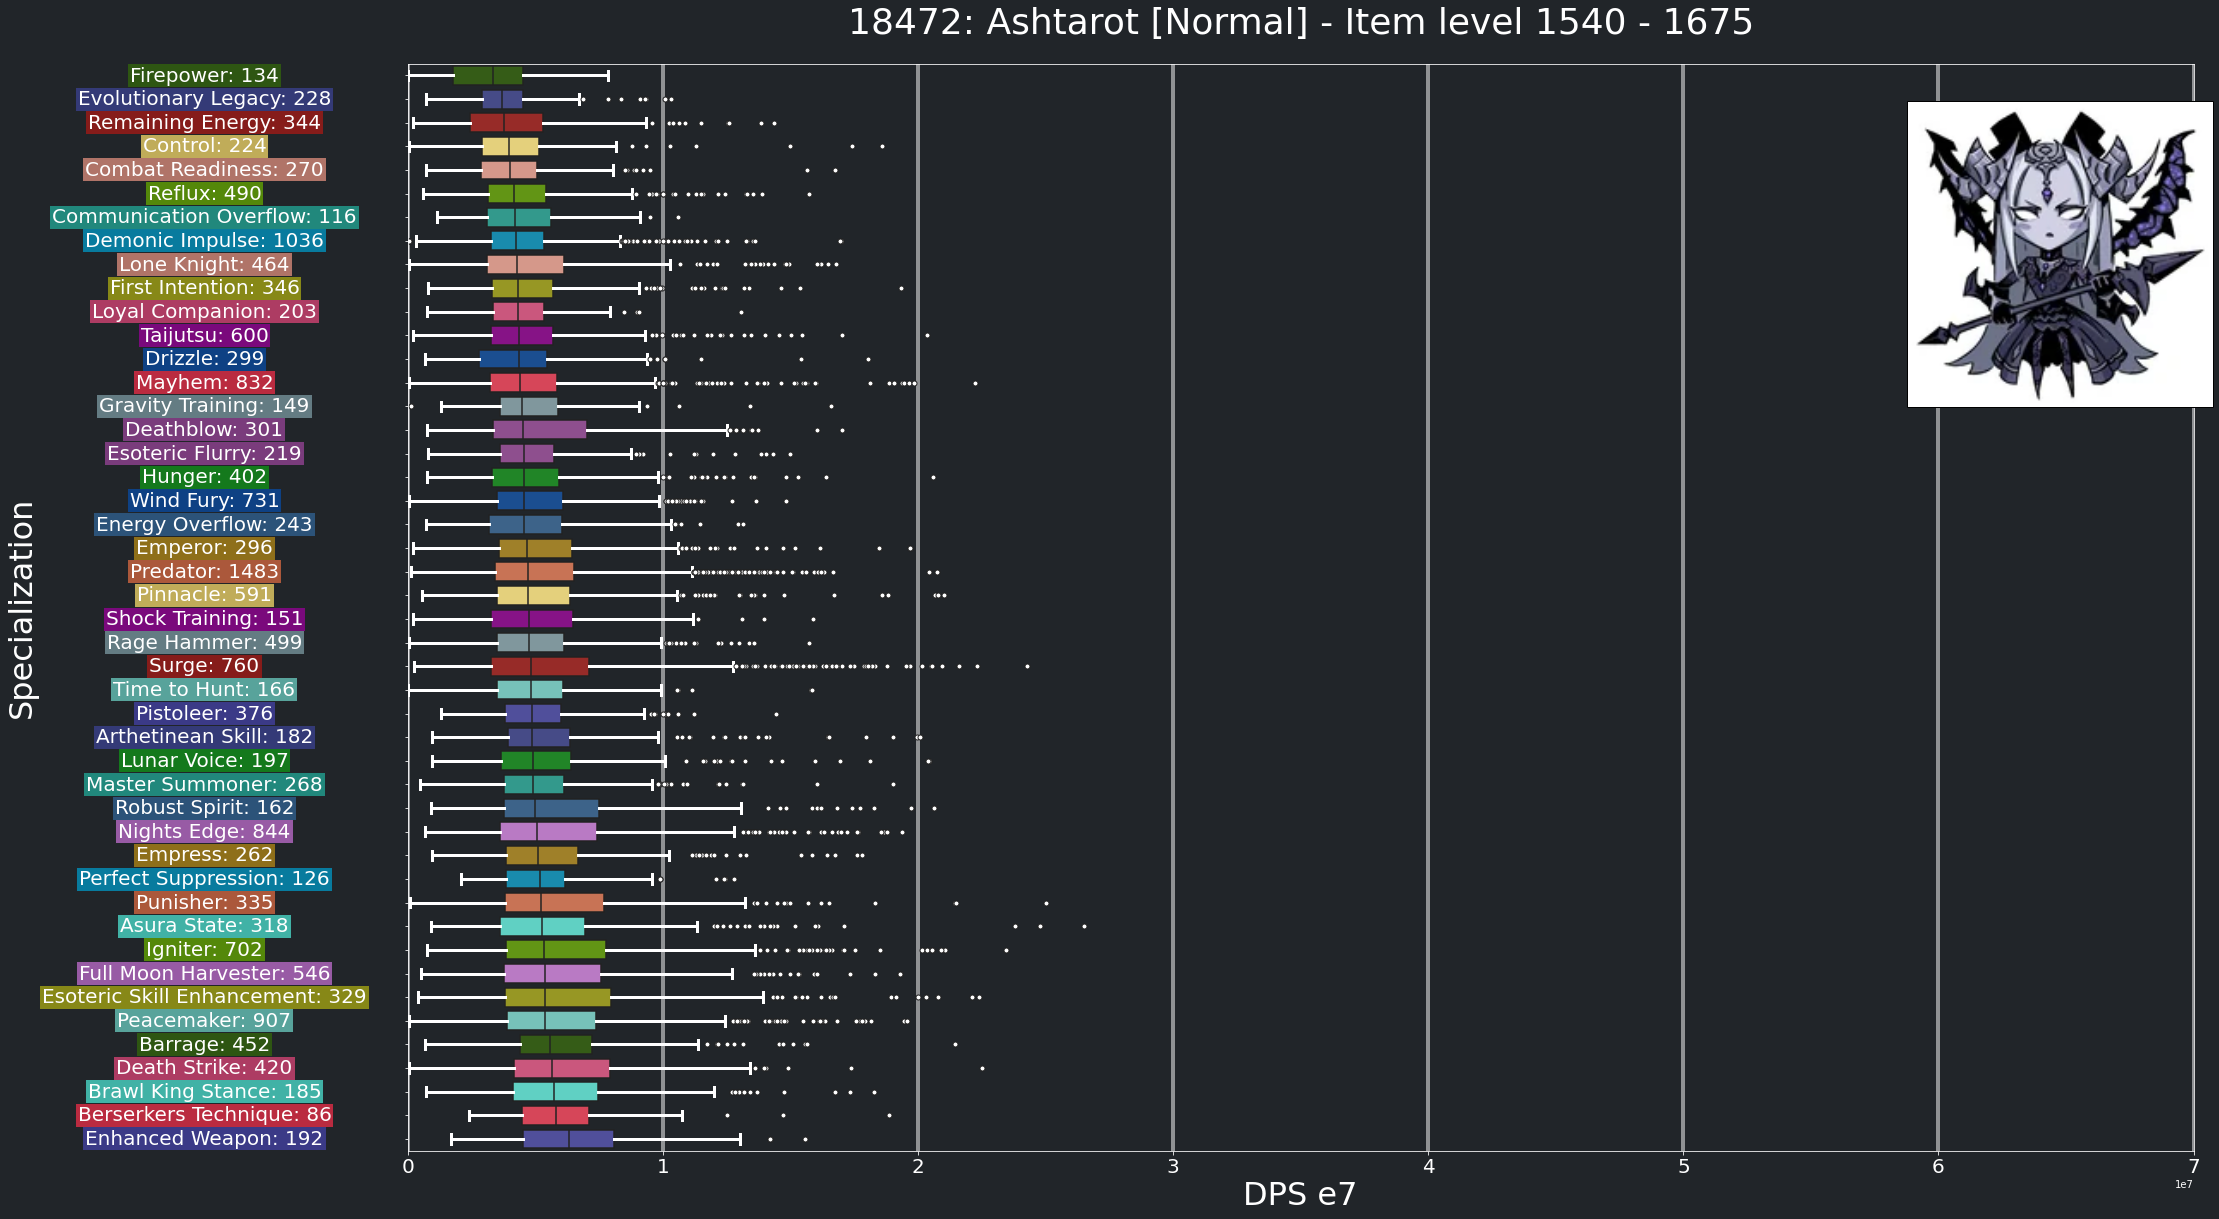 18472: Ashtarot [Normal] - Item level 1540 - 1675
Firepower: 134
Evolutionary Legacy: 228
Remaining Energy: 344
Control: 224
Combat Readiness: 270
Reflux: 490
Communication Overflow: 116
Demonic Impulse: 1036
Lone Knight: 464
First Intention: 346
Loyal Companion: 203
Taijutsu: 600
Drizzle: 299
Mayhem: 832
Gravity Training: 149
Deathblow: 301
Esoteric Flurry: 219
Hunger: 402
Wind Fury: 731
Energy Overflow: 243
Emperor: 296
Predator: 1483
Pinnacle: 591
Shock Training: 151
Rage Hammer: 499
Surge: 760
Time to Hunt: 166
Pistoleer: 376
Arthetinean Skill: 182
Lunar Voice: 197
Master Summoner: 268
Robust Spirit: 162
Nights Edge: 844
Empress: 262
Perfect Suppression: 126
Punisher: 335
Asura State: 318
Igniter: 702
Full Moon Harvester: 546
Esoteric Skill Enhancement: 329
Peacemaker: 907
Barrage: 452
Death Strike: 420
Brawl King Stance: 185
Berserkers Technique: 86
Enhanced Weapon: 192
Specialization
0 1 2 3 4 5 6 7
1e7
DPS e7